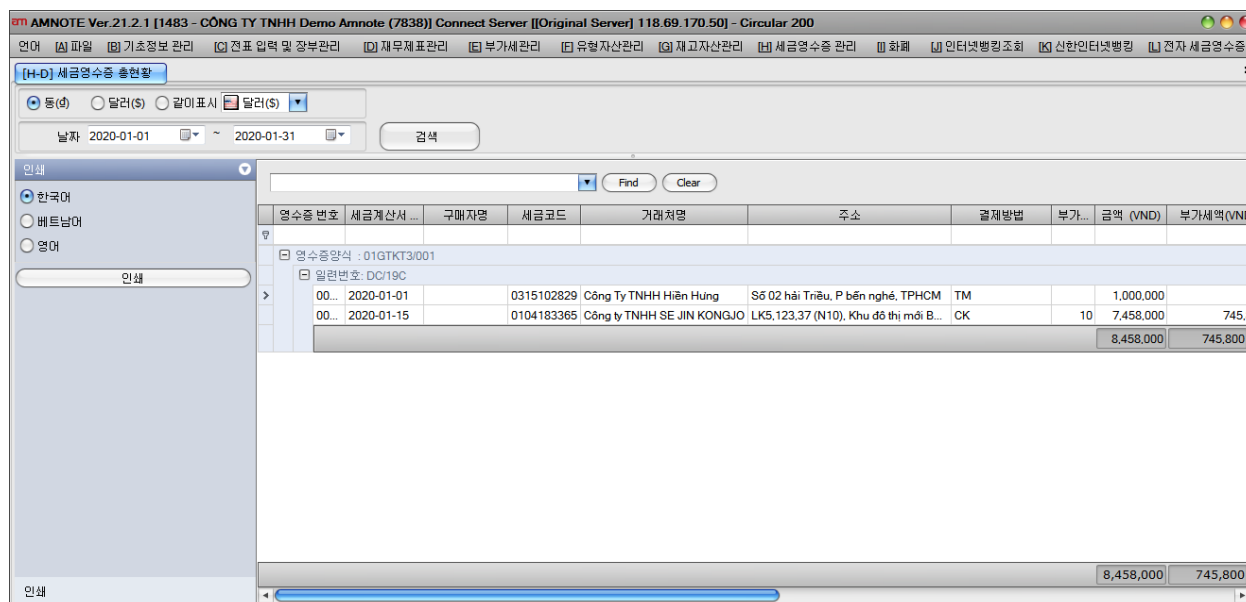 am AMNOTE Ver.21.2.1 [1483 - CÔNG TY TNHH Demo Amnote (7838)] Connect Server [[Original Server] 118.69.170.50] - Circular 200
언어 [A] 파일 [B] 기초정보 관리 [C] 전표 입력 및 장부관리 [D] 재무제표관리 [E] 부가세관리 [F] 유형자산관리 [G] 재고자산관리 [H] 세금영수증 관리 [I] 화폐 [J] 인터넷뱅킹조회 [K] 신한인터넷뱅킹 [L] 전자 세금영수증
[H-D] 세금영수증 총현황
동(đ) 달러($) 같이표시 달러($)
날짜 2020-01-01 ~ 2020-01-31 검색
인쇄
한국어
베트남어
영어
인쇄
Find Clear
영수증 번호 세금계산서 ... 구매자명 세금코드 거래처명 주소 결제방법 부가... 금액 (VND) 부가세액(VN
영수증양식 : 01GTKT3/001
일련번호: DC/19C
00... 2020-01-01 0315102829 Công Ty TNHH Hiền Hưng Số 02 hải Triều, P bến nghé, TPHCM TM 1,000,000
00... 2020-01-15 0104183365 Công ty TNHH SE JIN KONGJO LK5,123,37 (N10), Khu đô thị mới B... CK 10 7,458,000 745,
8,458,000 745,800
8,458,000 745,800
인쇄